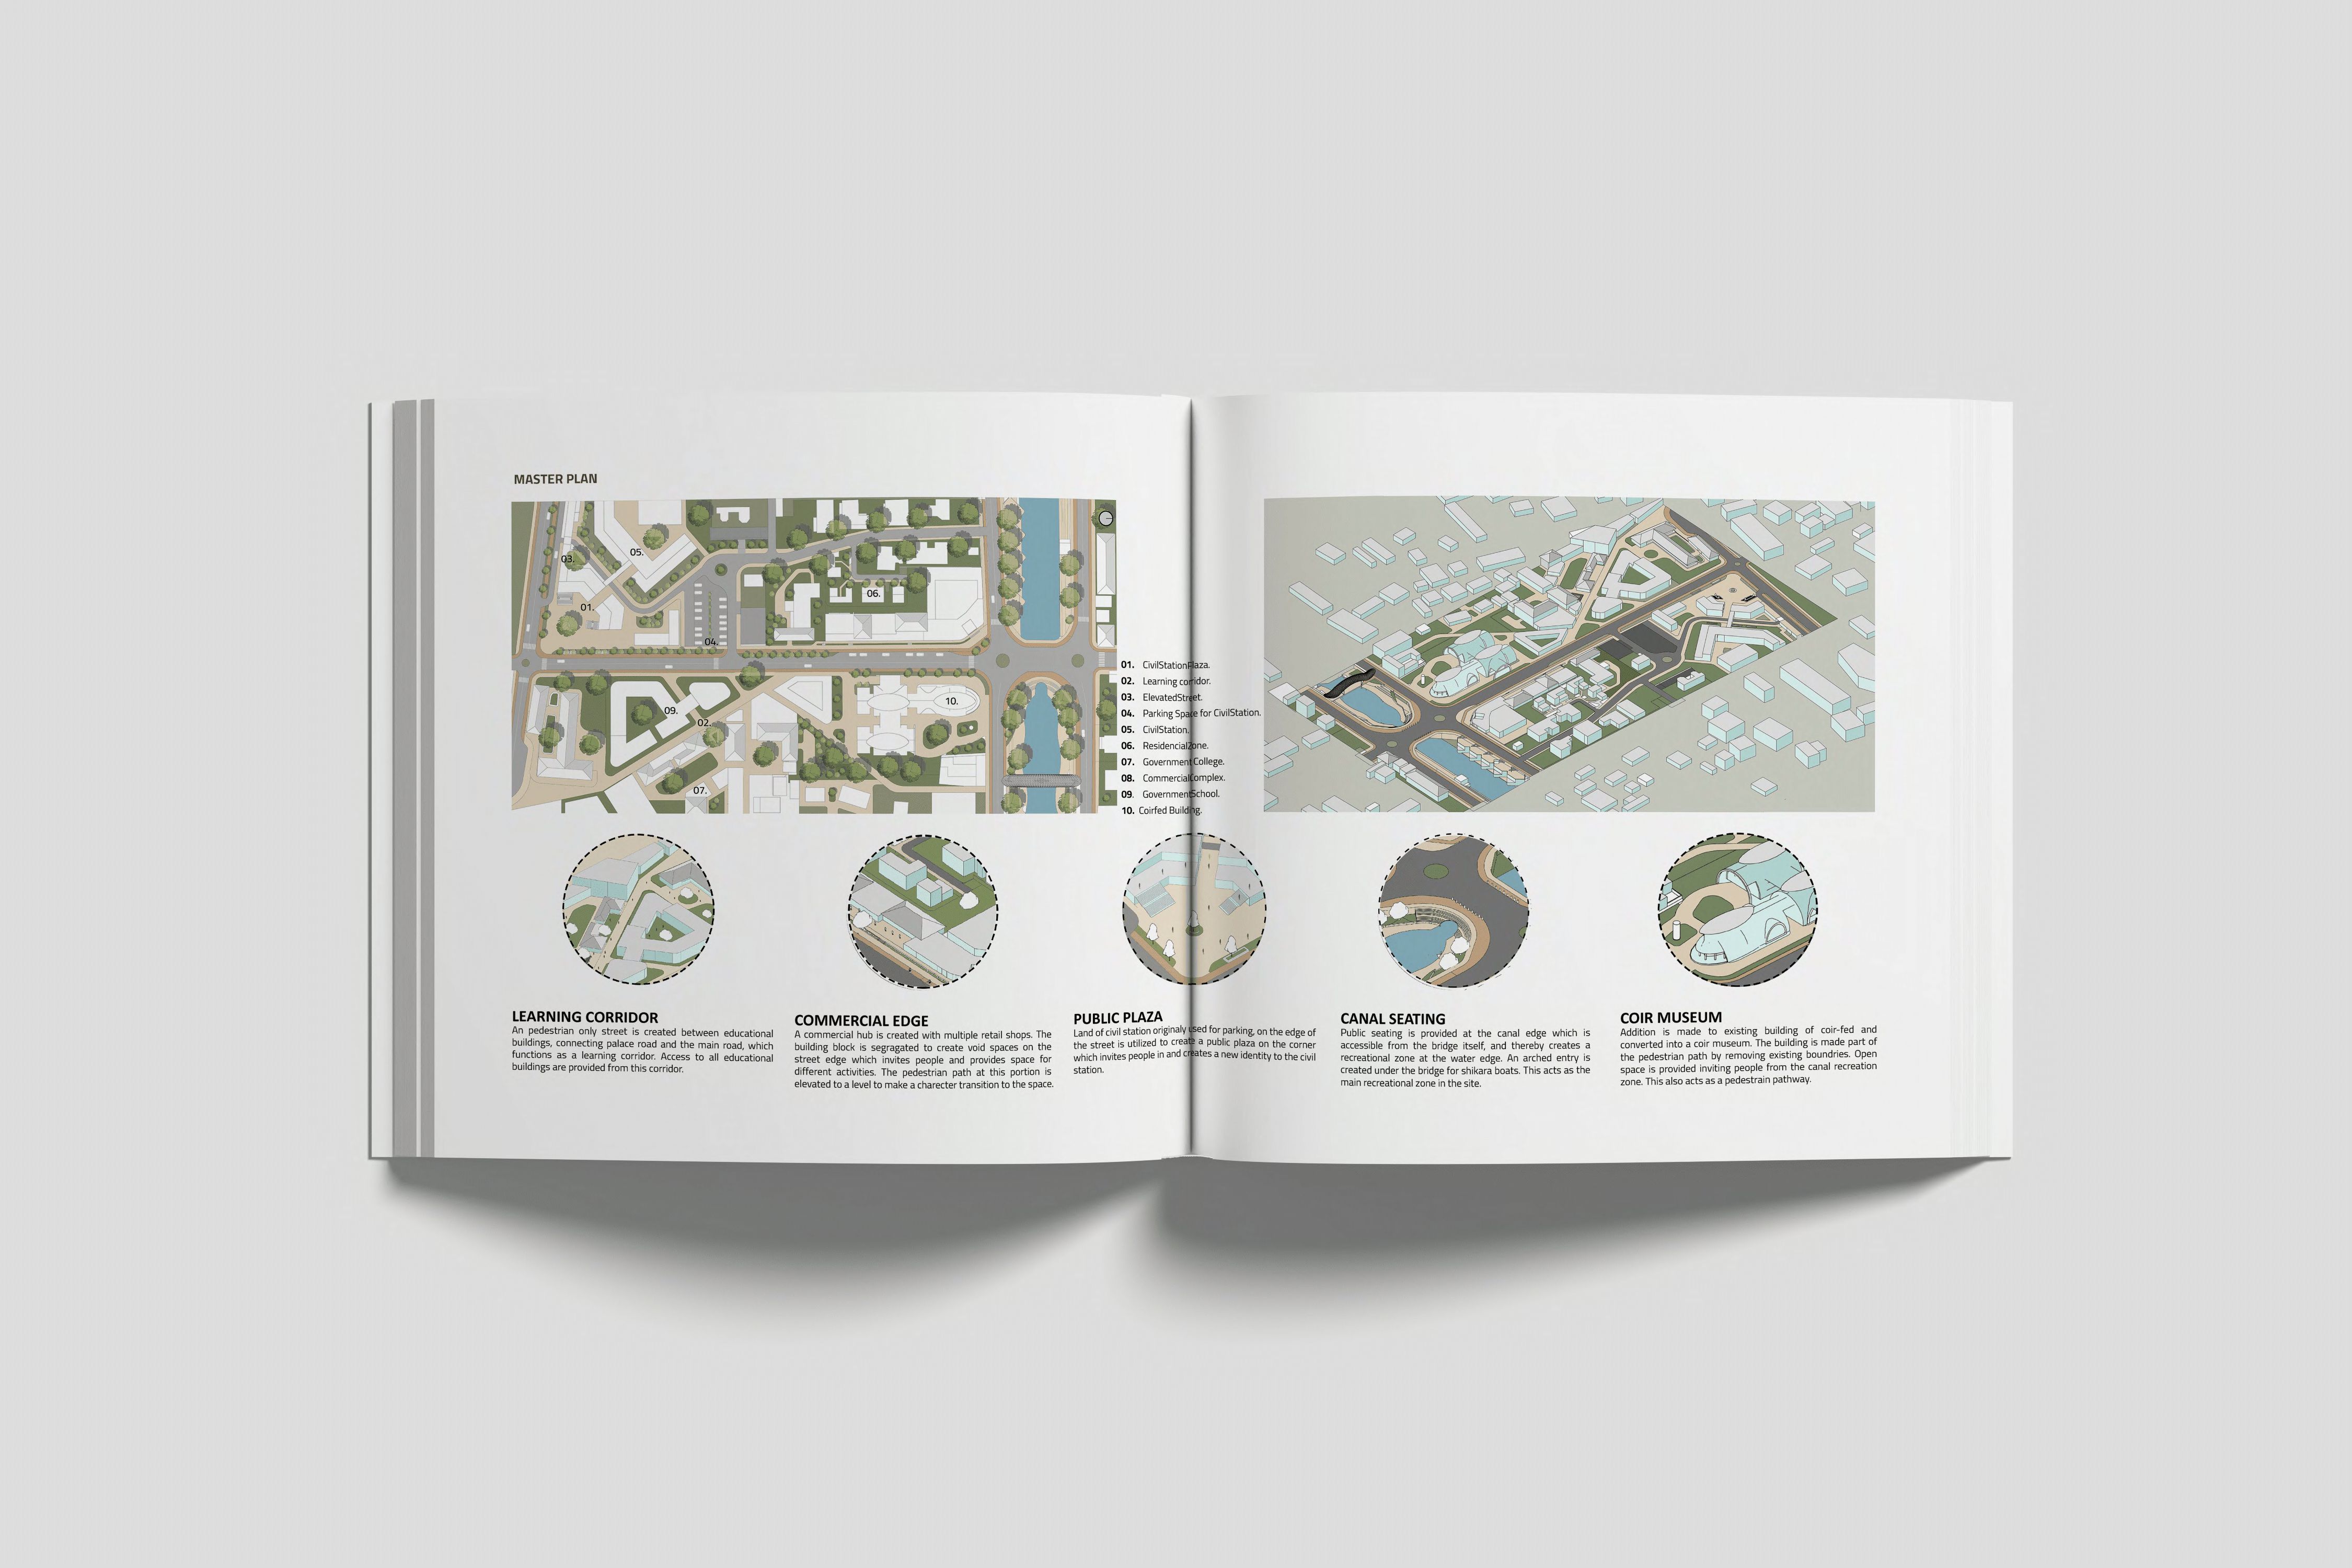 MASTER PLAN
03.
05.
01.
06.
04.
09.
02.
10.
07.
01. CivilStationPlaza.
02. Learning corridor.
03. ElevatedStreet.
04. Parking Space for CivilStation.
05. CivilStation.
06. ResidencialZone.
07. Government College.
08. CommercialComplex.
09. GovernmentSchool.
10. Coirfed Building.
LEARNING CORRIDOR
An pedestrian only street is created between educational
buildings, connecting palace road and the main road, which
functions as a learning corridor. Access to all educational
buildings are provided from this corridor.
COMMERCIAL EDGE
A commercial hub is created with multiple retail shops. The
building block is segragated to create void spaces on the
street edge which invites people and provides space for
different activities. The pedestrian path at this portion is
elevated to a level to make a charecter transition to the space.
PUBLIC PLAZA
Land of civil station originaly used for parking, on the edge of
the street is utilized to create a public plaza on the corner
which invites people in and creates a new identity to the civil
station.
CANAL SEATING
Public seating is provided at the canal edge which is
accessible from the bridge itself, and thereby creates a
recreational zone at the water edge. An arched entry is
created under the bridge for shikara boats. This acts as the
main recreational zone in the site.
COIR MUSEUM
Addition is made to existing building of coir-fed and
converted into a coir museum. The building is made part of
the pedestrian path by removing existing boundries. Open
space is provided inviting people from the canal recreation
zone. This also acts as a pedestrain pathway.